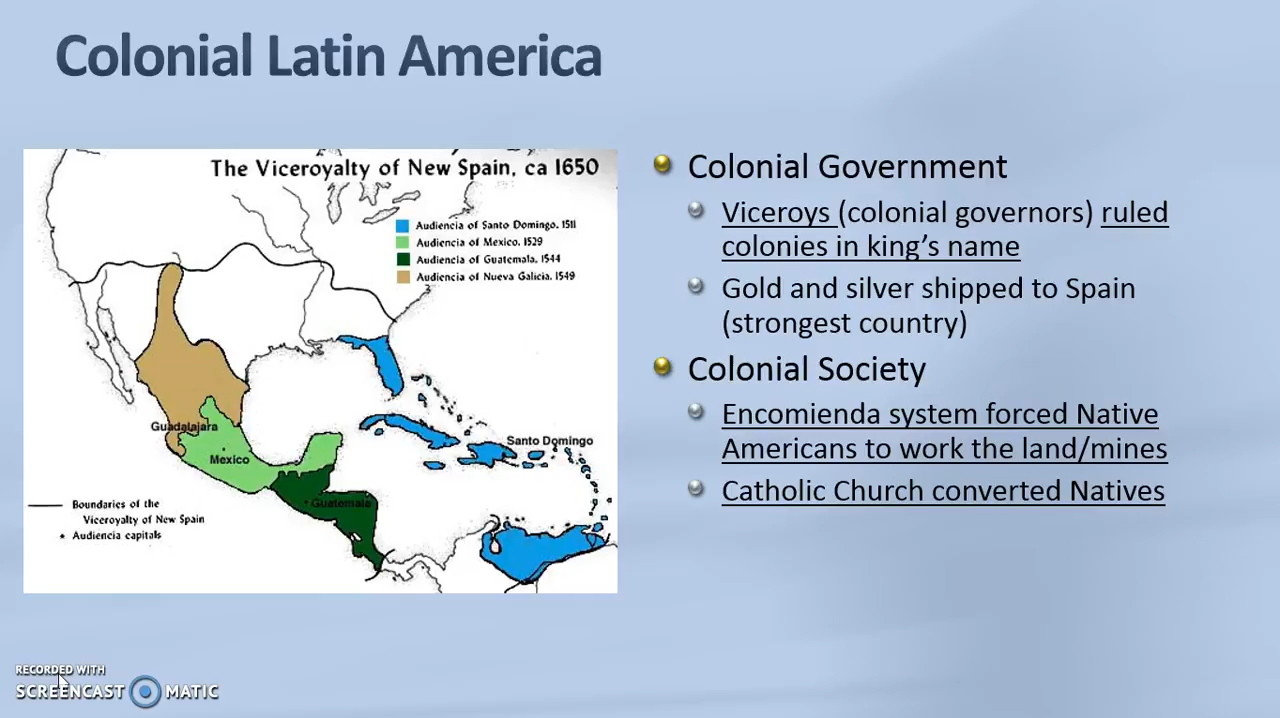 Colonial Latin America
The Viceroyalty of New Spain, ca 1650
Audiencia of Santo Domingo, 1511
Audiencia of Mexico, 1529
Audiencia of Guatemala, 1544
Audiencia of Nueva Galicia, 1549
Guadalajara
Mexico
Santo Domingo
Guatemala
Boundaries of the
Viceroyalty of New Spain
* Audiencia capitals
Colonial Government
Viceroys (colonial governors) ruled
colonies in king’s name
Gold and silver shipped to Spain
(strongest country)
Colonial Society
Encomienda system forced Native
Americans to work the land/mines
Catholic Church converted Natives
RECORDED WITH
SCREENCAST MATIC